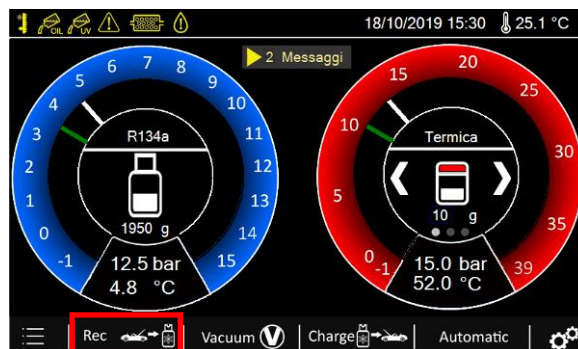 OIL UV 18/10/2019 15:30 25.1 °C
2 Messaggi
-1 0 1 2 3 4 5 6 7 8 9 10 11 12 13 14 15
R134a
1950 g
12.5 bar
4.8 °C
-1 0 5 10 15 20 25 30 35 39
Termica
10 g
15.0 bar
52.0 °C
Rec Vacuum V Charge Automatic